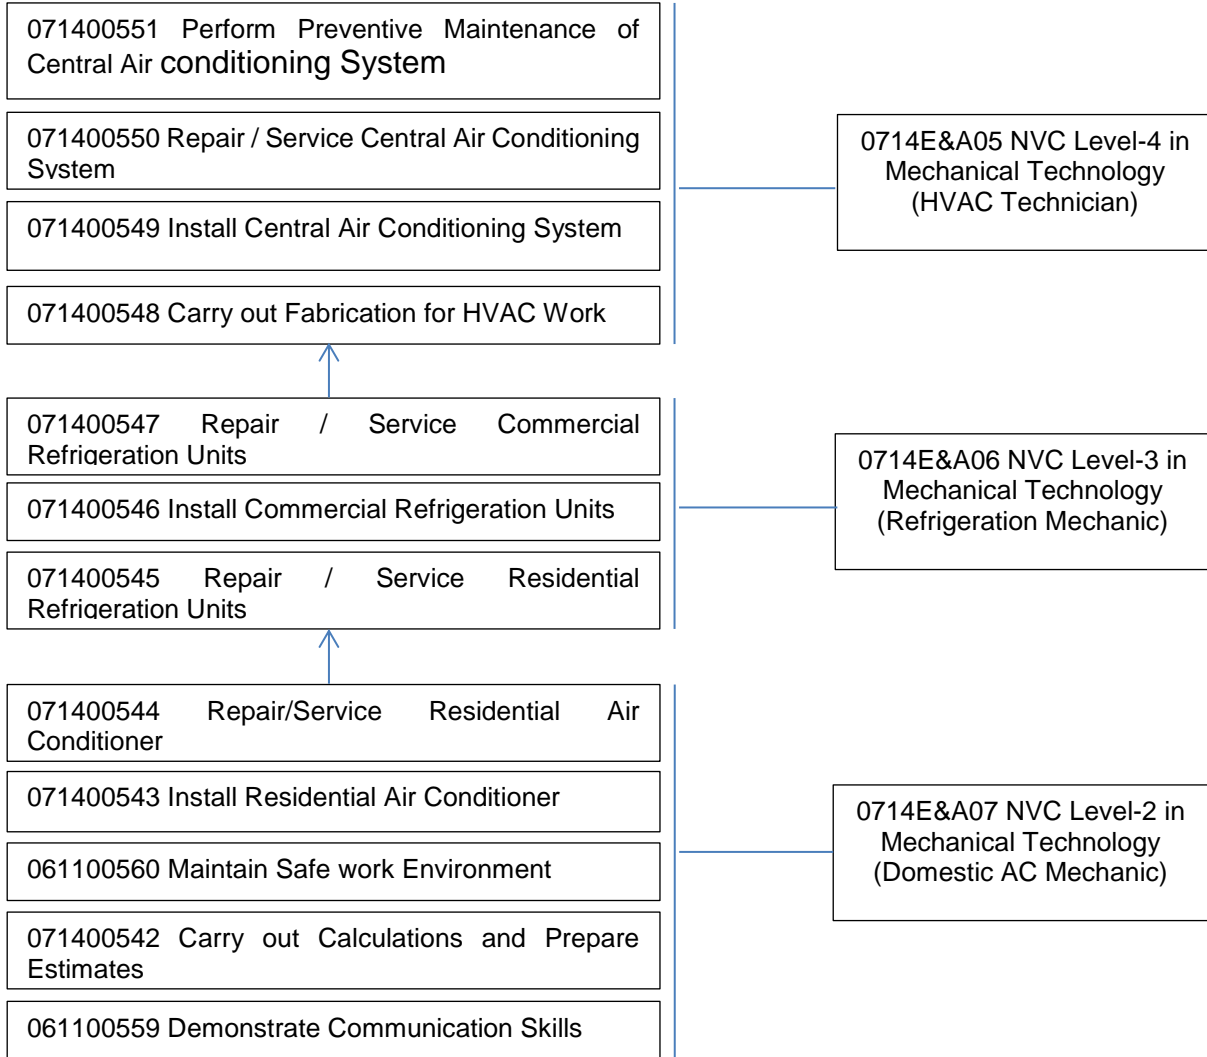 071400551 Perform Preventive Maintenance of
Central Air conditioning System
071400550 Repair / Service Central Air Conditioning
System
071400549 Install Central Air Conditioning System
071400548 Carry out Fabrication for HVAC Work
0714E&A05 NVC Level-4 in
Mechanical Technology
(HVAC Technician)
071400547 Repair / Service Commercial
Refrigeration Units
071400546 Install Commercial Refrigeration Units
071400545 Repair / Service Residential
Refrigeration Units
0714E&A06 NVC Level-3 in
Mechanical Technology
(Refrigeration Mechanic)
071400544 Repair/Service Residential Air
Conditioner
071400543 Install Residential Air Conditioner
061100560 Maintain Safe work Environment
071400542 Carry out Calculations and Prepare
Estimates
061100559 Demonstrate Communication Skills
0714E&A07 NVC Level-2 in
Mechanical Technology
(Domestic AC Mechanic)